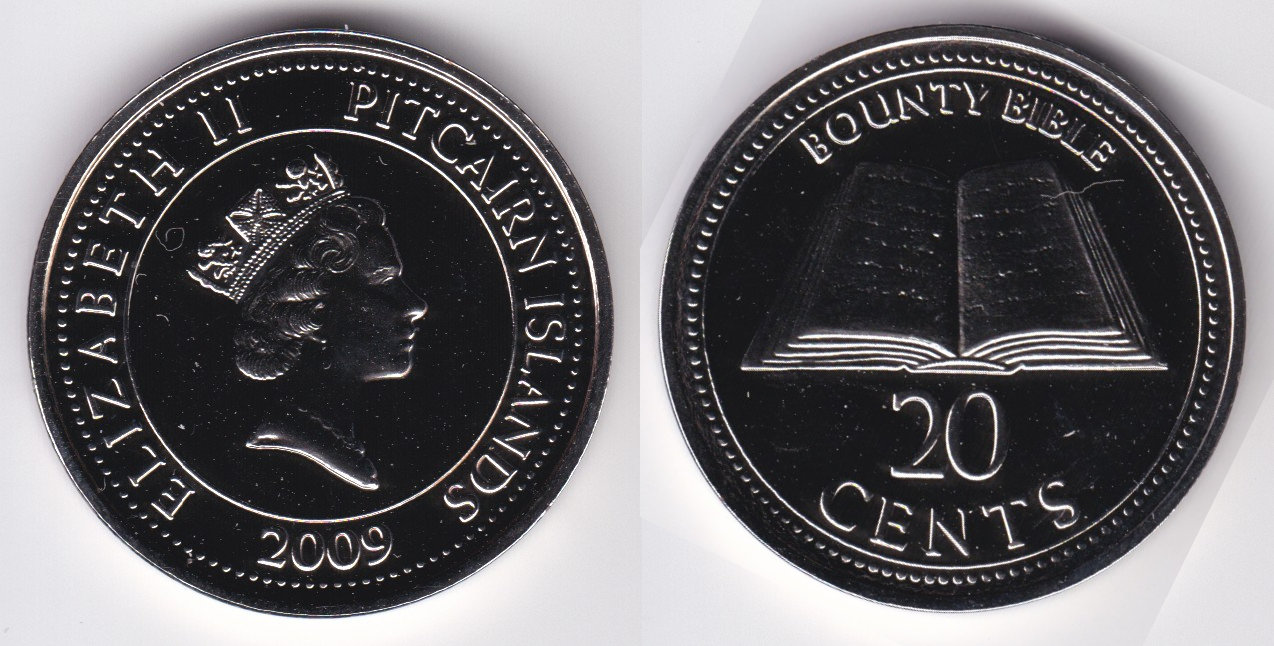 ELIZABETH II PITCAIRN ISLANDS
2009
BOUNTY BIBLE
20
CENTS